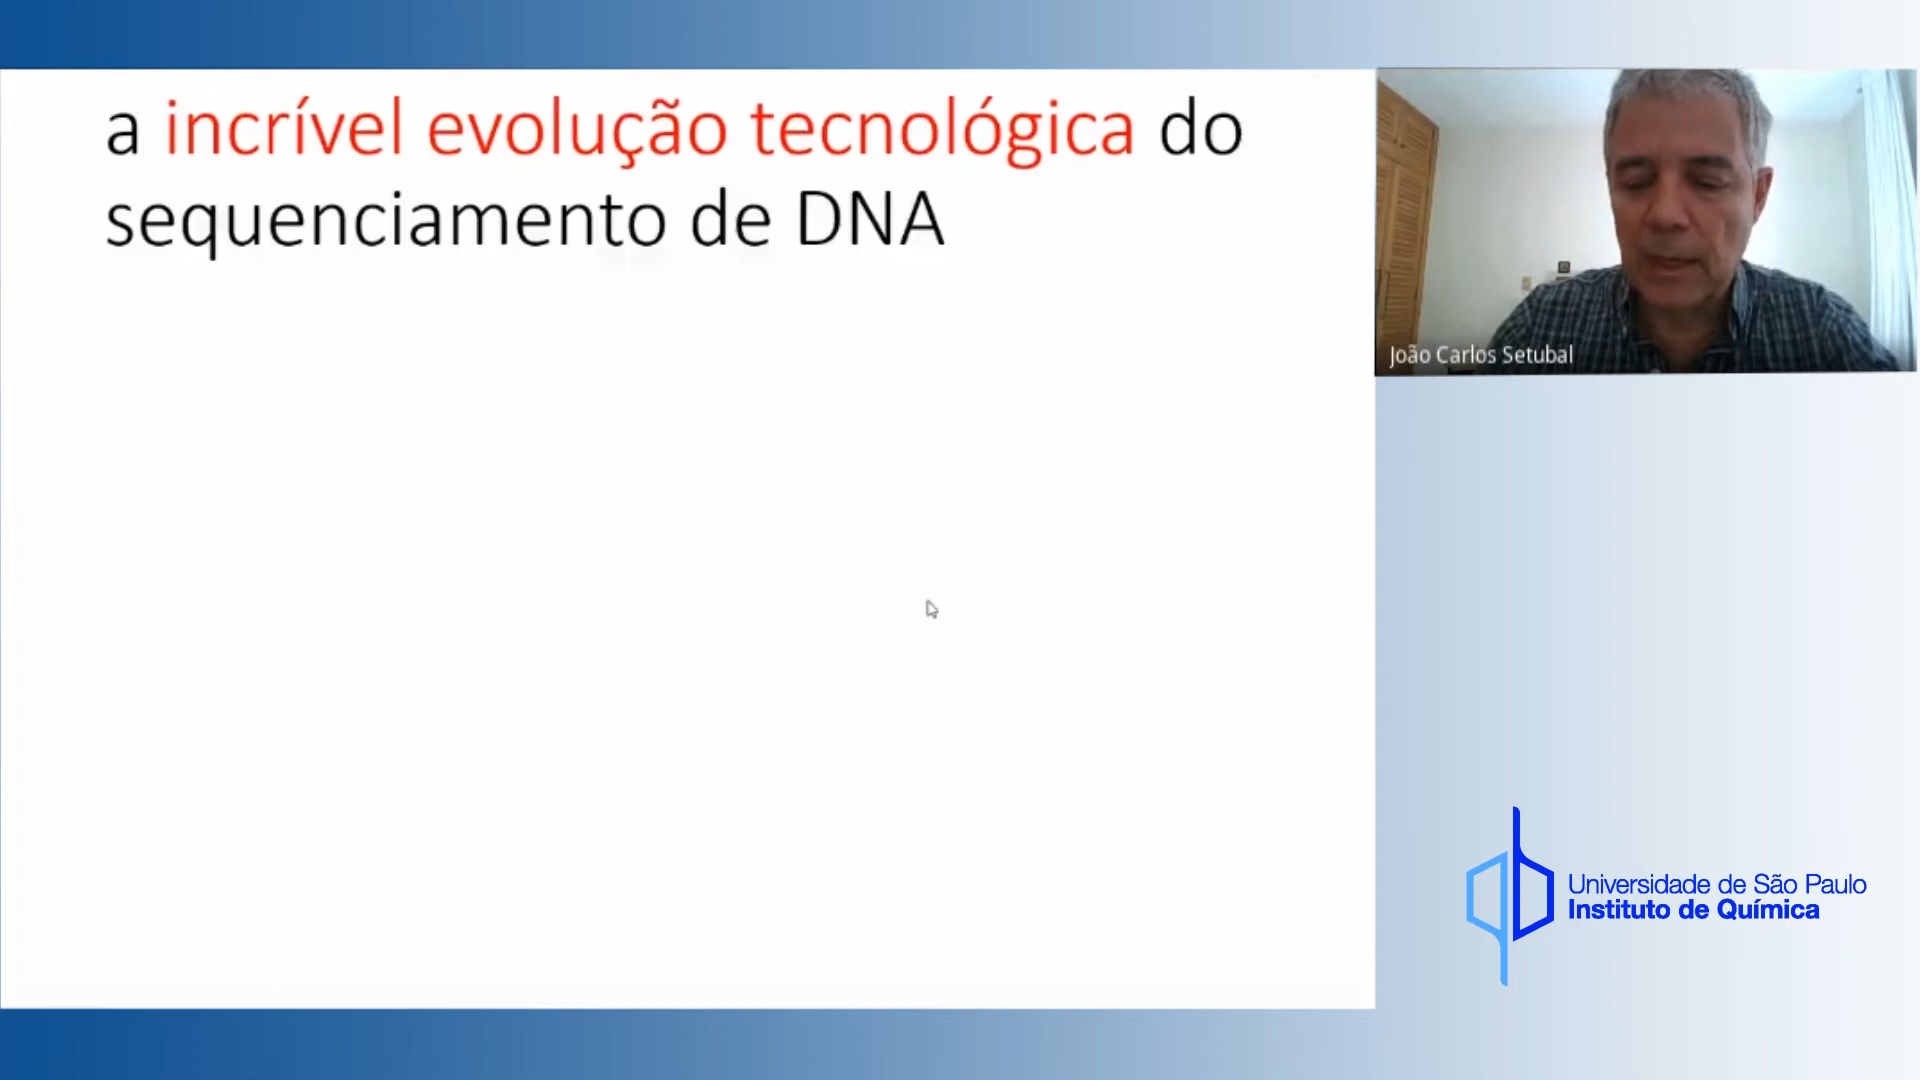 a incrível evolução tecnológica do
sequenciamento de DNA
João Carlos Setubal
Universidade de São Paulo
Instituto de Química